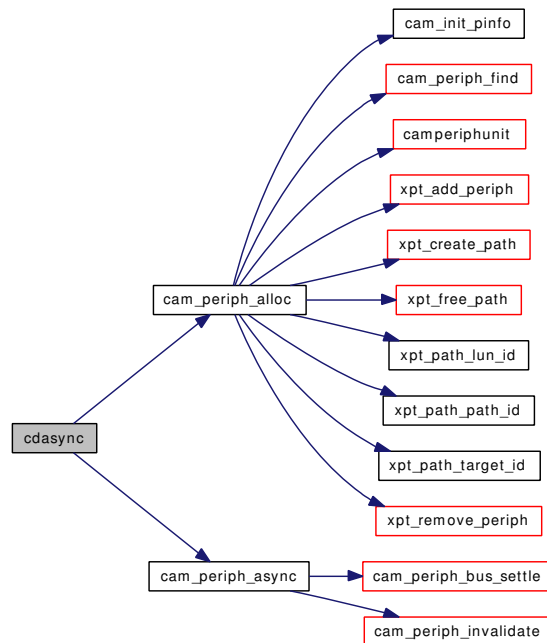 cam_init_pinfo
cam_periph_find
camperiphunit
xpt_add_periph
xpt_create_path
cam_periph_alloc
xpt_free_path
xpt_path_lun_id
xpt_path_path_id
cdasync
xpt_path_target_id
xpt_remove_periph
cam_periph_async
cam_periph_bus_settle
cam_periph_invalidate